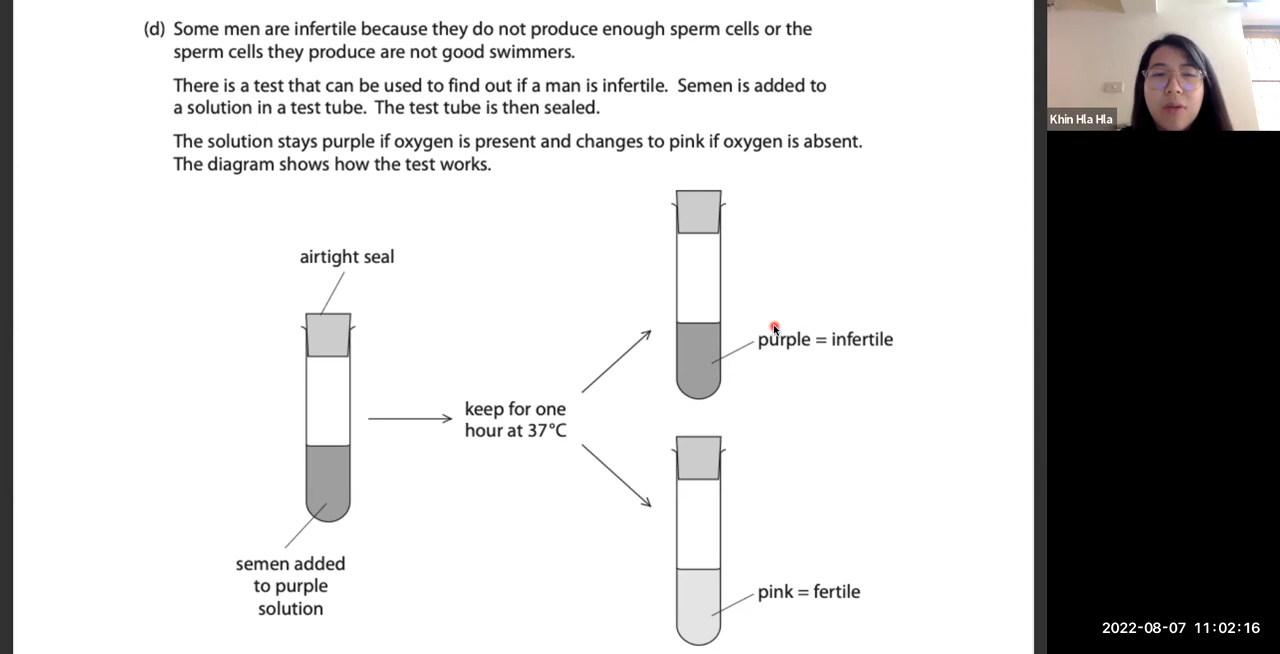 (d) Some men are infertile because they do not produce enough sperm cells or the
sperm cells they produce are not good swimmers.
There is a test that can be used to find out if a man is infertile. Semen is added to
a solution in a test tube. The test tube is then sealed.
The solution stays purple if oxygen is present and changes to pink if oxygen is absent.
The diagram shows how the test works.
airtight seal
keep for one
hour at 37°C
semen added
to purple
solution
purple = infertile
pink = fertile
Khin Hla Hla
2022-08-07 11:02:16